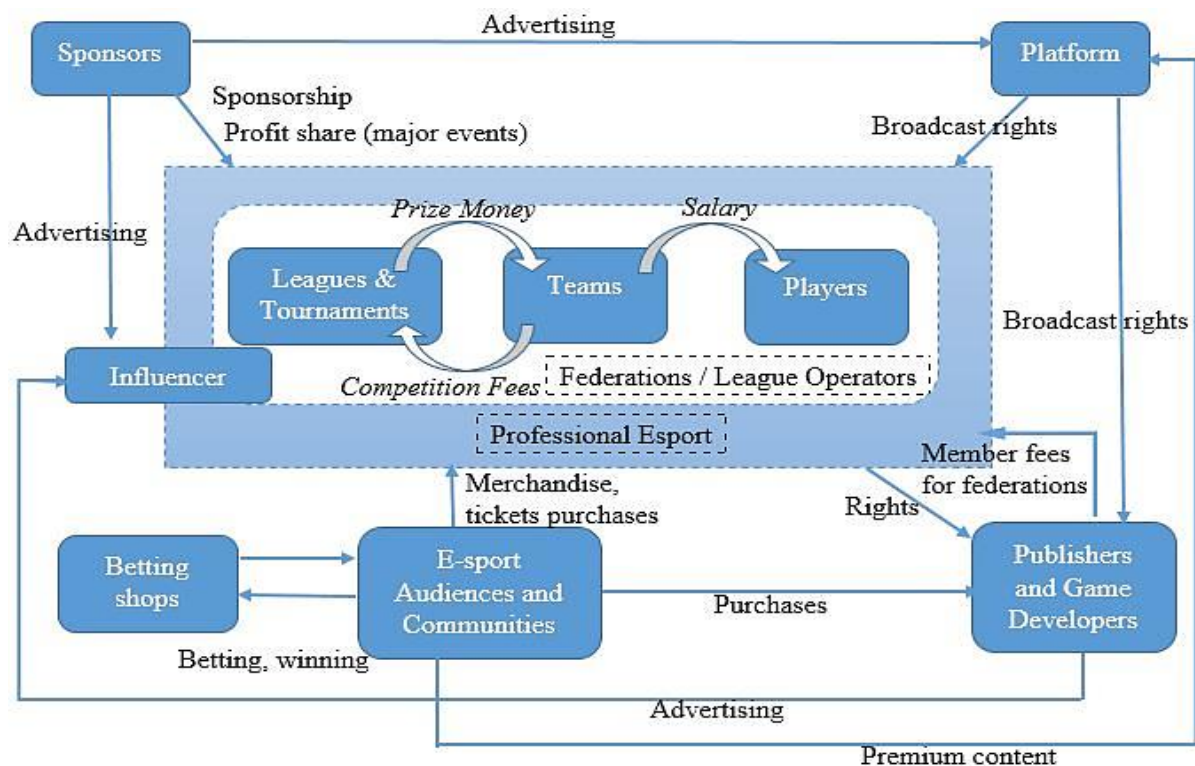 Advertising
Sponsors
Platform
Sponsorship
Profit share (major events)
Broadcast rights
Prize Money
Salary
Advertising
Leagues &
Tournaments
Teams
Players
Broadcast rights
Influencer
Competition Fees
Federations / League Operators
Professional Esport
Member fees
for federations
Merchandise,
tickets purchases
Rights
Betting
shops
E-sport
Audiences and
Communities
Publishers
and Game
Developers
Purchases
Betting, winning
Advertising
Premium content